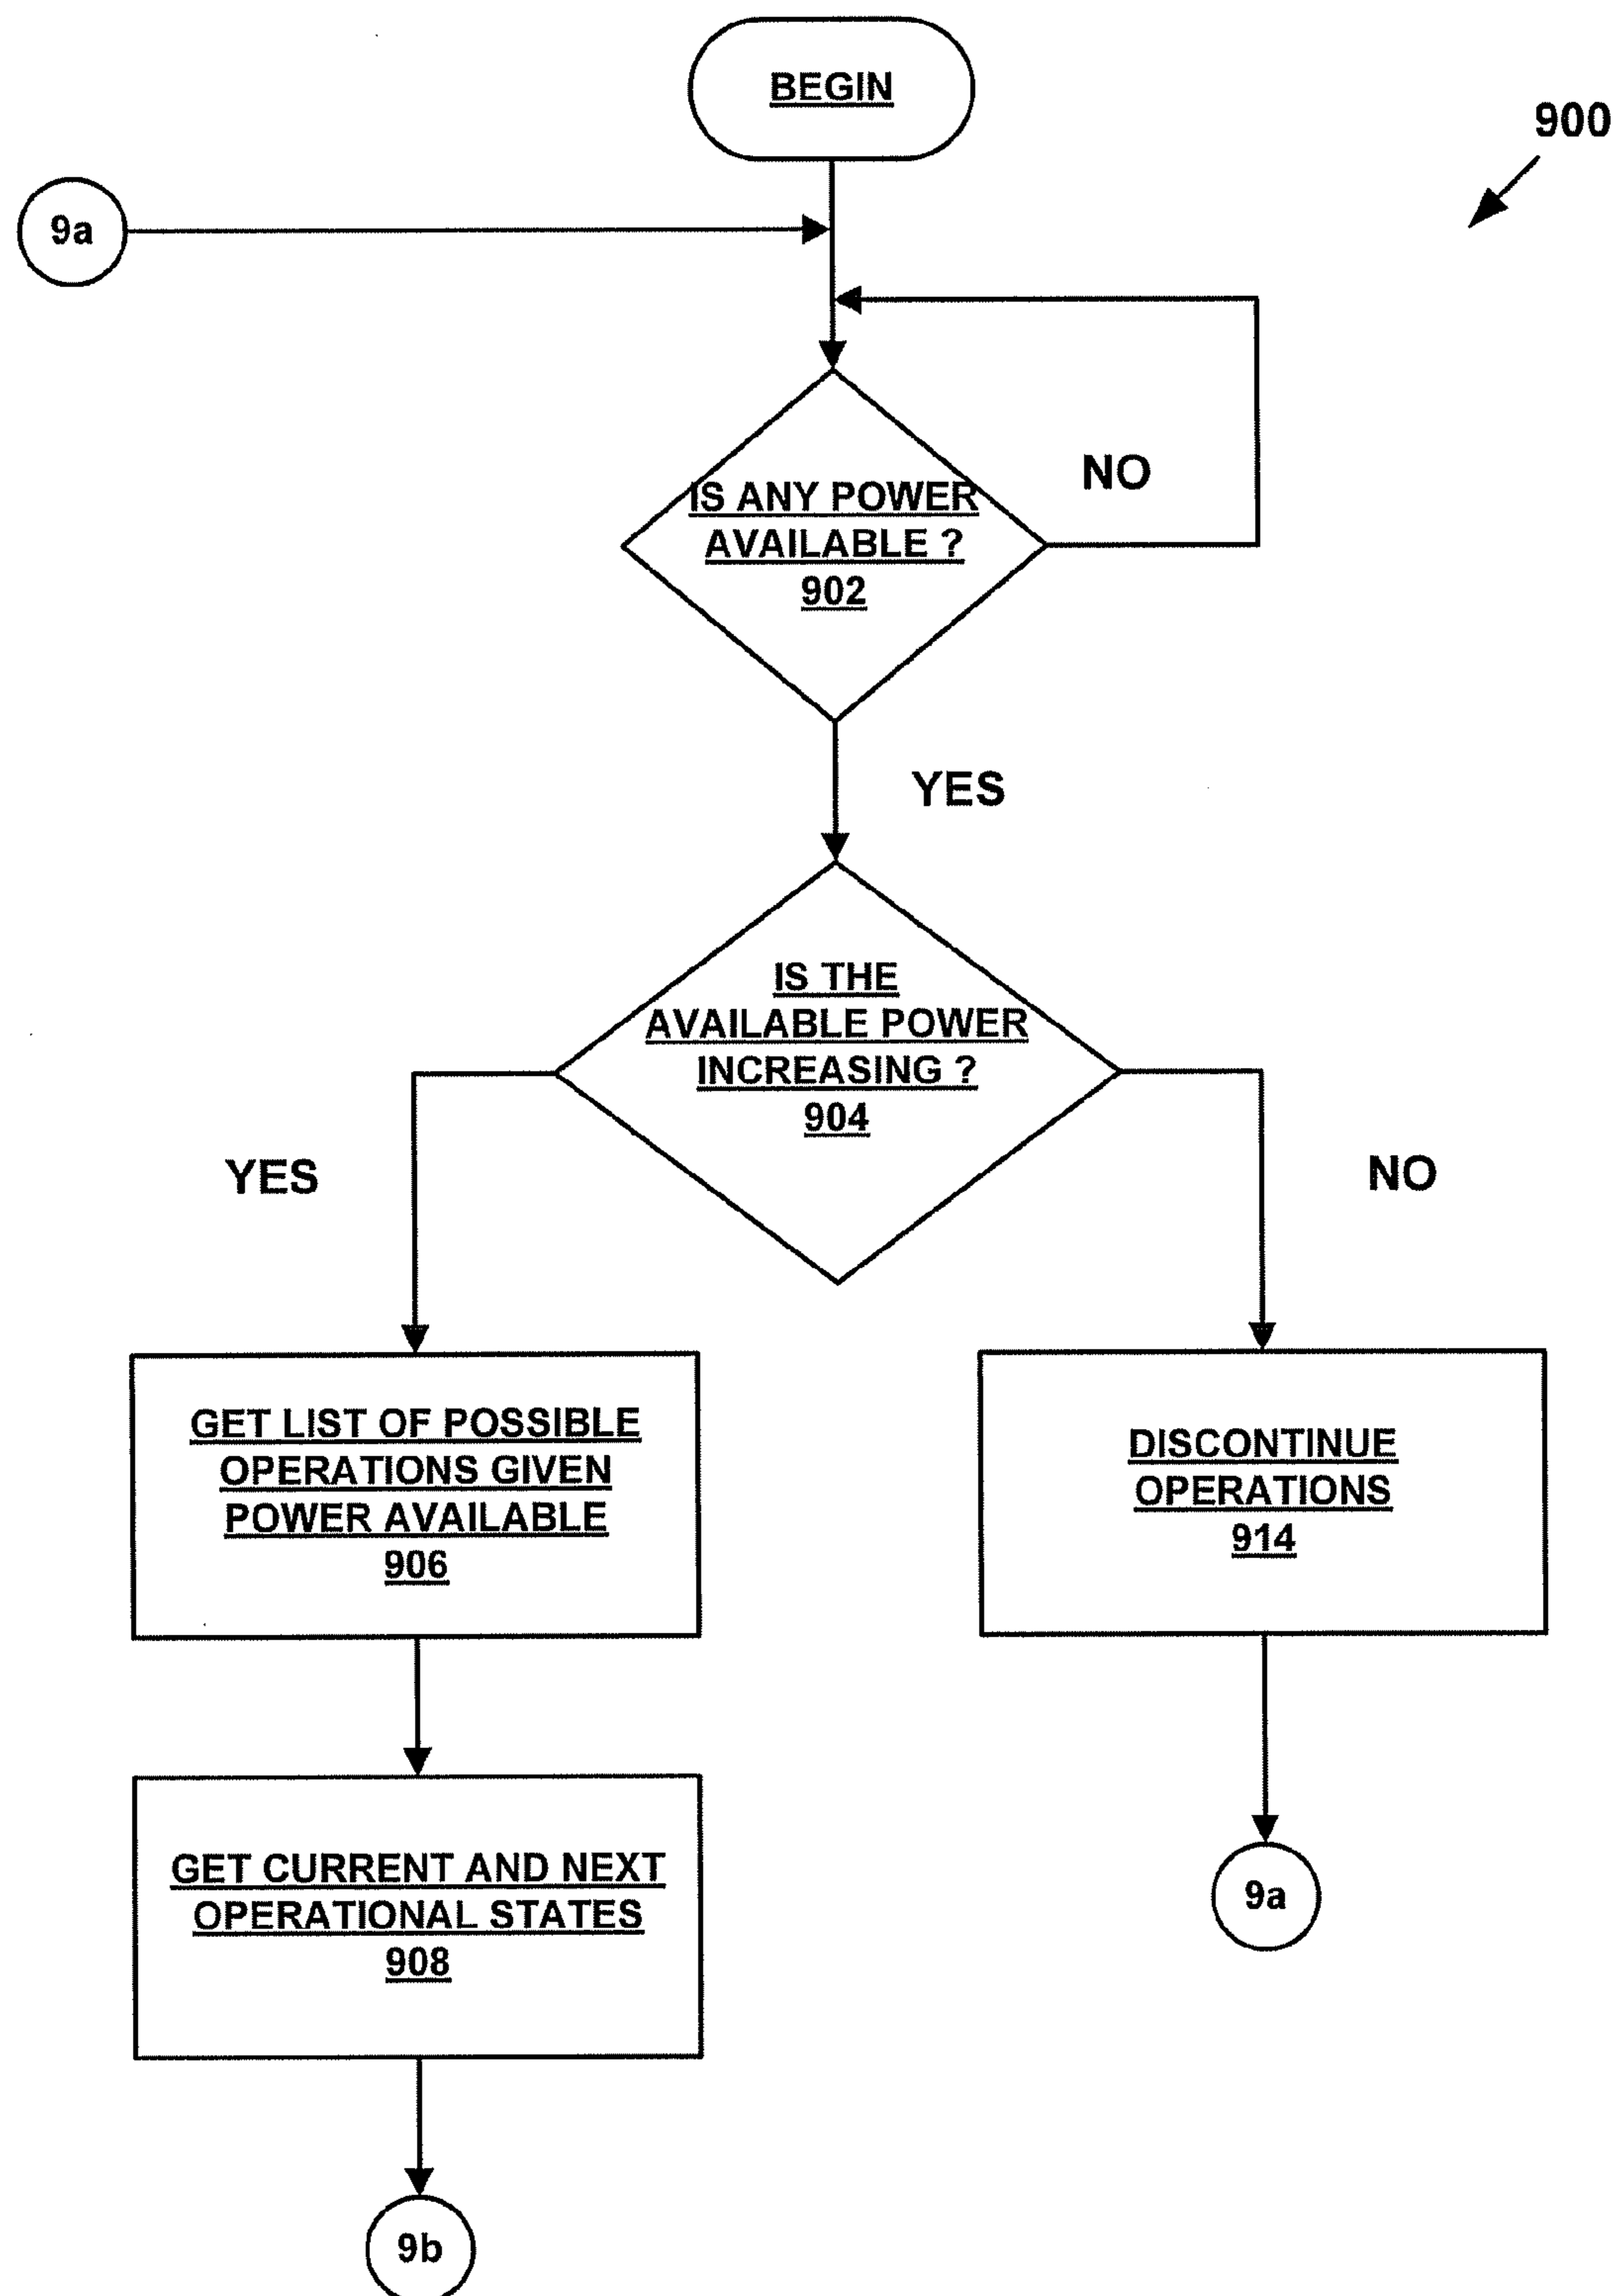 BEGIN
900
9a
NO
IS ANY POWER
AVAILABLE ?
902
YES
IS THE
AVAILABLE POWER
INCREASING ?
904
YES
NO
GET LIST OF POSSIBLE
OPERATIONS GIVEN
POWER AVAILABLE
906
DISCONTINUE
OPERATIONS
914
GET CURRENT AND NEXT
OPERATIONAL STATES
908
9a
9b